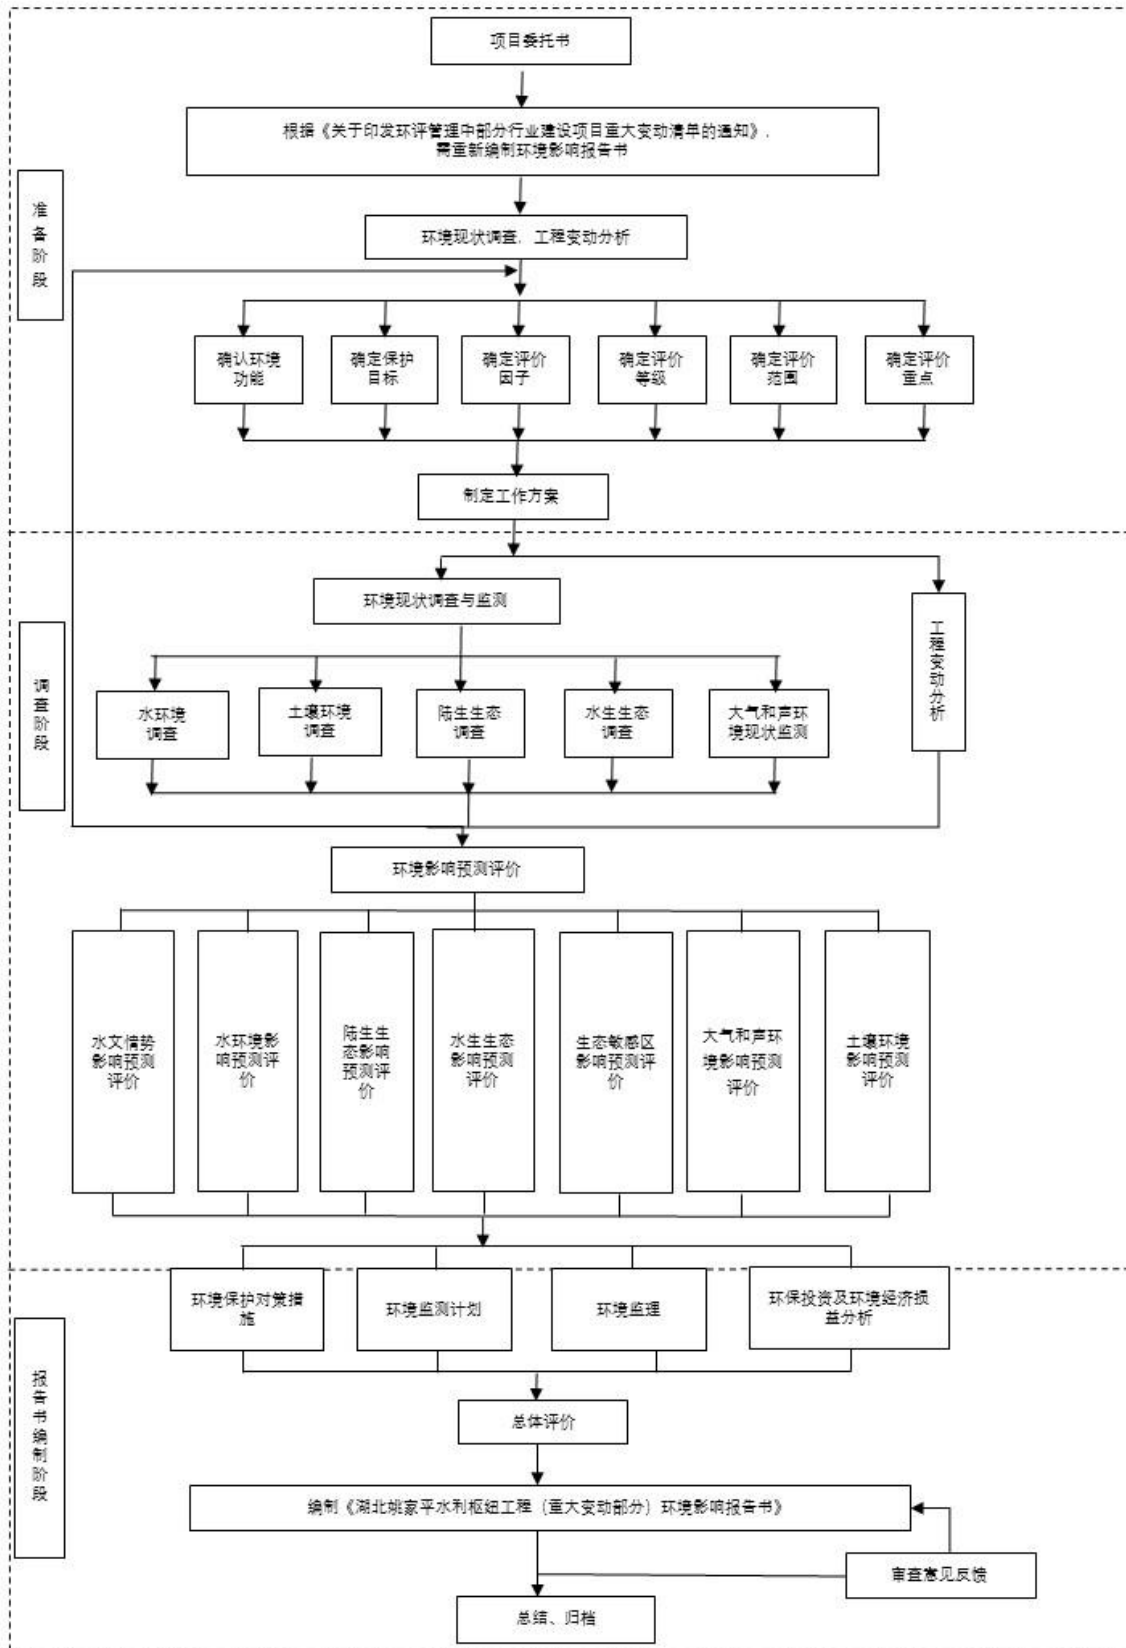 项目委托书
根据《关于印发环评管理中部分行业建设项目重大变动清单的通知》，
需重新编制环境影响报告书
准
备
阶
段
环境现状调查，工程变动分析
确认环境
功能
确定保护
目标
确定评价
因子
确定评价
等级
确定评价
范围
确定评价
重点
制定工作方案
环境现状调查与监测
工
程
变
动
分
析
调
查
阶
段
水环境
调查
土壤环境
调查
陆生生态
调查
水生生态
调查
大气和声环
境现状监测
环境影响预测评价
水文情势
影响预测
评价
水环境影
响预测评
价
陆生生
态影响
预测评
价
水生生态
影响预测
评价
生态敏感区
影响预测评
价
大气和声环
境影响预测
评价
土壤环境
影响预测
评价
环境保护对策措
施
环境监测计划
环境监理
环保投资及环境经济损
益分析
报
告
书
编
制
阶
段
总体评价
编制《湖北姚家平水利枢纽工程（重大变动部分）环境影响报告书》
审查意见反馈
总结、归档